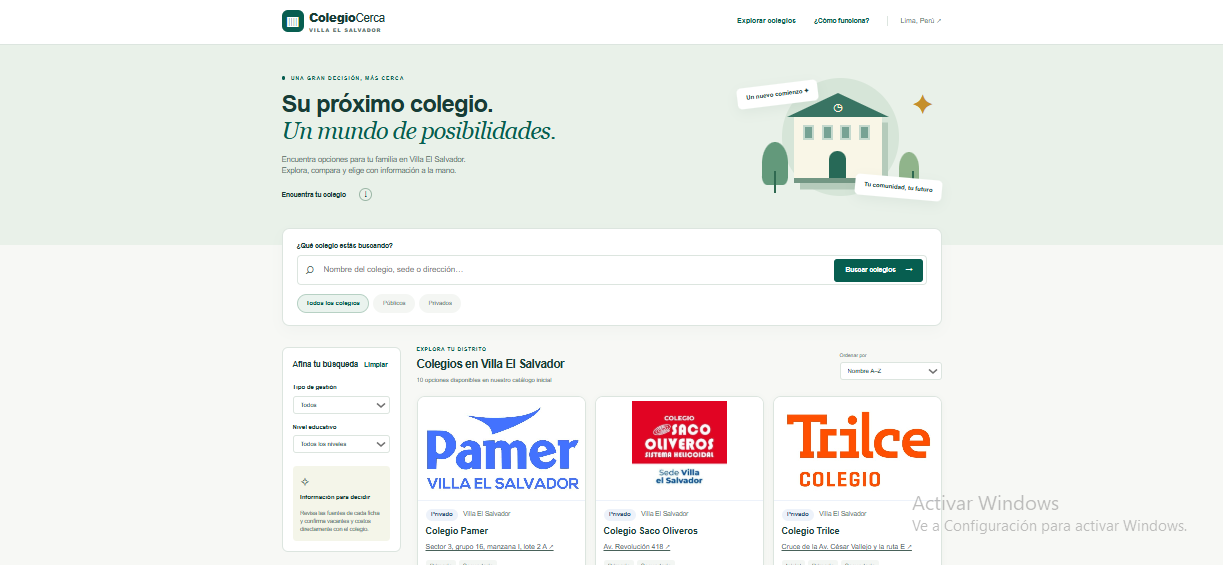 ColegioCerca
VILLA EL SALVADOR
Explorar colegios
¿Cómo funciona?
Lima, Perú ↗
UNA GRAN DECISIÓN, MÁS CERCA
Su próximo colegio.
Un mundo de posibilidades.
Encuentra opciones para tu familia en Villa El Salvador.
Explora, compara y elige con información a la mano.
Encuentra tu colegio ↓
Un nuevo comienzo ✦
Tu comunidad, tu futuro
¿Qué colegio estás buscando?
Nombre del colegio, sede o dirección...
Buscar colegios →
Todos los colegios
Públicos
Privados
Afina tu búsqueda
Limpiar
Tipo de gestión
Todos
Nivel educativo
Todos los niveles
Información para decidir
Revisa las fuentes de cada ficha
y confirma vacantes y costos
directamente con el colegio.
EXPLORA TU DISTRITO
Colegios en Villa El Salvador
10 opciones disponibles en nuestro catálogo inicial
Ordenar por
Nombre A–Z
Pamer
VILLA EL SALVADOR
Privado
Villa El Salvador
Colegio Pamer
Sector 3, grupo 16, manzana I, lote 2 A ↗
COLEGIO
SACO
OLIVEROS
SISTEMA HELICOIDAL
Sede Villa
el Salvador
Privado
Villa El Salvador
Colegio Saco Oliveros
Av. Revolución 418 ↗
Trilce
COLEGIO
Privado
Villa El Salvador
Colegio Trilce
Cruce de la Av. César Vallejo y la ruta E ↗
Activar Windows
Ve a Configuración para activar Windows.